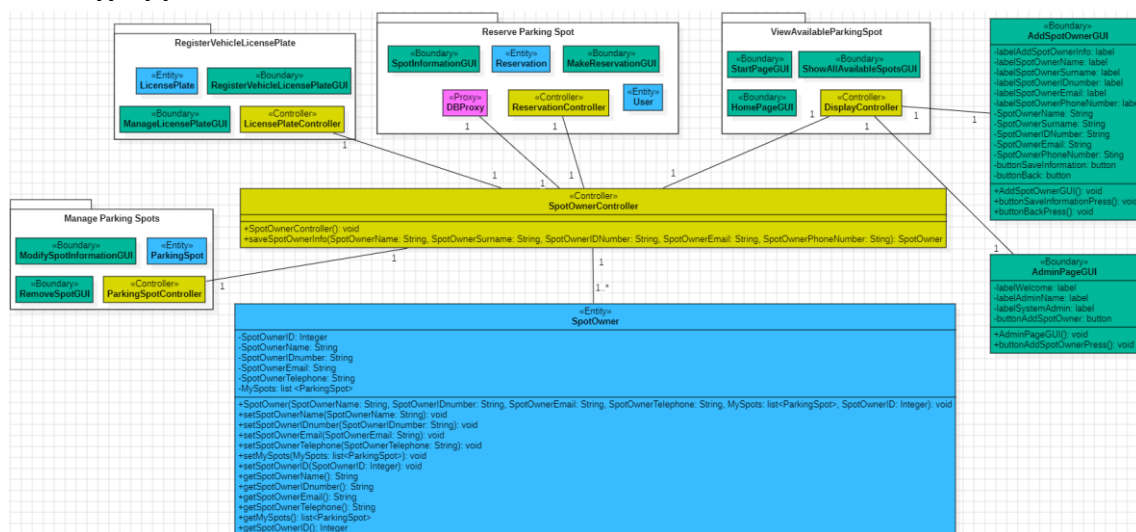 RegisterVehicleLicensePlate
«Entity»
LicensePlate
«Boundary»
RegisterVehicleLicensePlateGUI
«Boundary»
ManageLicensePlateGUI
«Controller»
LicensePlateController
1
Reserve Parking Spot
«Boundary»
SpotInformationGUI
«Entity»
Reservation
«Boundary»
MakeReservationGUI
«Proxy»
DBProxy
«Controller»
ReservationController
«Entity»
User
1
1
ViewAvailableParkingSpot
«Boundary»
StartPageGUI
«Boundary»
ShowAllAvailableSpotsGUI
«Boundary»
HomePageGUI
«Controller»
DisplayController
1
1
1
1
«Boundary»
AddSpotOwnerGUI
-labelAddSpotOwnerInfo: label
-labelSpotOwnerName: label
-labelSpotOwnerSurname: label
-labelSpotOwnerIDnumber: label
-labelSpotOwnerEmail: label
-labelSpotOwnerPhoneNumber: label
-SpotOwnerName: String
-SpotOwnerSurname: String
-SpotOwnerIDNumber: String
-SpotOwnerEmail: String
-SpotOwnerPhoneNumber: Sting
-buttonSaveInformation: button
-buttonBack: button
+AddSpotOwnerGUI(): void
+buttonSaveInformationPress(): void
+buttonBackPress(): void
1
1
1
1
«Controller»
SpotOwnerController
+SpotOwnerController(): void
+saveSpotOwnerInfo(SpotOwnerName: String, SpotOwnerSurname: String, SpotOwnerIDNumber: String, SpotOwnerEmail: String, SpotOwnerPhoneNumber: Sting): SpotOwner
Manage Parking Spots
«Boundary»
ModifySpotInformationGUI
«Entity»
ParkingSpot
«Boundary»
RemoveSpotGUI
«Controller»
ParkingSpotController
1
1
1
1..*
1
«Boundary»
AdminPageGUI
-labelWelcome: label
-labelAdminName: label
-labelSystemAdmin: label
-buttonAddSpotOwner: button
+AdminPageGUI(): void
+buttonAddSpotOwnerPress(): void
«Entity»
SpotOwner
-SpotOwnerID: Integer
-SpotOwnerName: String
-SpotOwnerIDnumber: String
-SpotOwnerEmail: String
-SpotOwnerTelephone: String
-MySpots: list <ParkingSpot>
+SpotOwner(SpotOwnerName: String, SpotOwnerIDnumber: String, SpotOwnerEmail: String, SpotOwnerTelephone: String, MySpots: list<ParkingSpot>, SpotOwnerID: Integer): void
+setSpotOwnerName(SpotOwnerName: String): void
+setSpotOwnerIDnumber(SpotOwnerIDnumber: String): void
+setSpotOwnerEmail(SpotOwnerEmail: String): void
+setSpotOwnerTelephone(SpotOwnerTelephone: String): void
+setMySpots(MySpots: list<ParkingSpot>): void
+setSpotOwnerID(SpotOwnerID: Integer): void
+getSpotOwnerName(): String
+getSpotOwnerIDnumber(): String
+getSpotOwnerEmail(): String
+getSpotOwnerTelephone(): String
+getMySpots(): list<ParkingSpot>
+getSpotOwnerID(): Integer